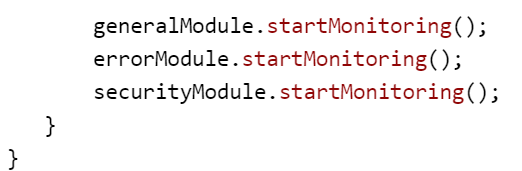 generalModule.startMonitoring();
errorModule.startMonitoring();
securityModule.startMonitoring();
}
}